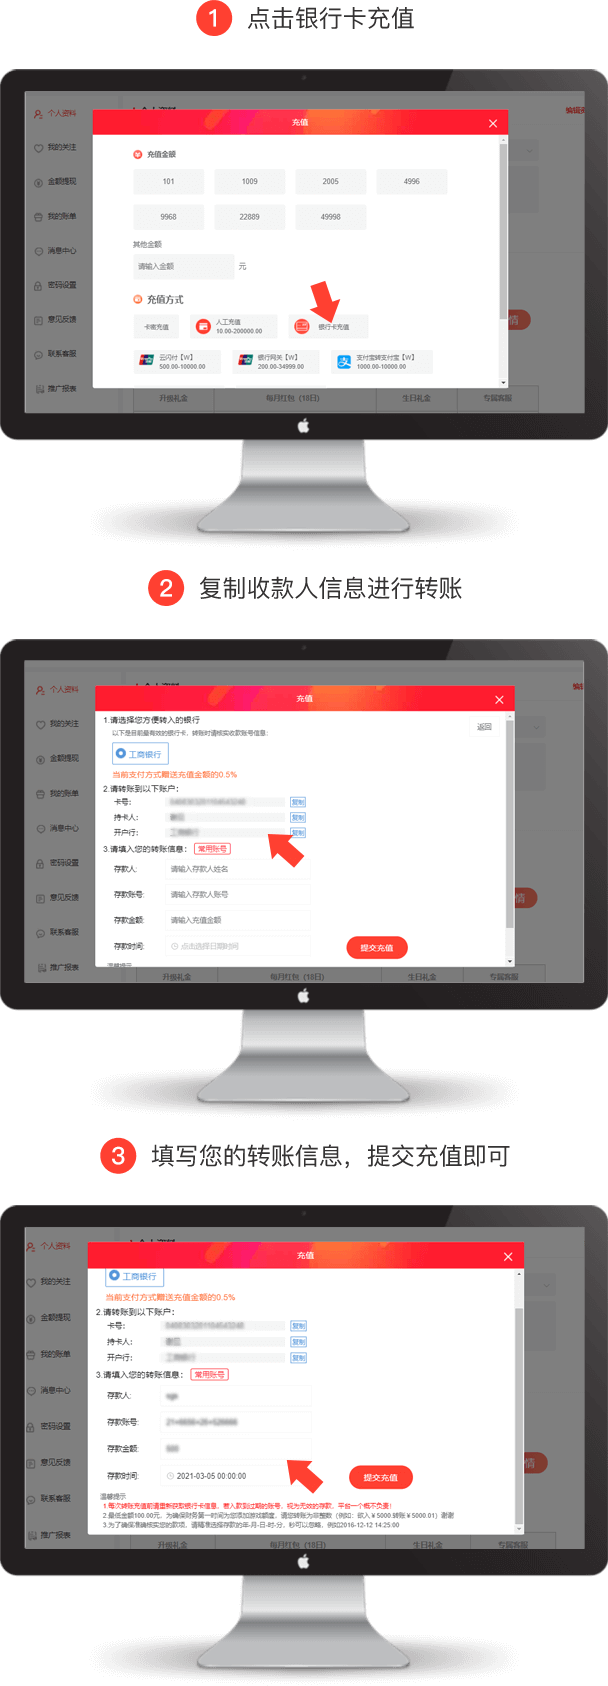 1 点击银行卡充值
个人资料
我的关注
金额提现
我的账单
消息中心
密码设置
意见反馈
联系客服
推广报表
充值
充值金额
101 1009 2005 4996
9968 22889 49998
其他金额
请输入金额 元
充值方式
卡密充值 人工充值 10.00-200000.00 银行卡充值
云闪付【W】 银行网关【W】 支付宝转支付宝【W】
500.00-10000.00 200.00-34999.00 1000.00-10000.00
升级礼金 每月红包 (18日) 生日礼金 专属客服
2 复制收款人信息进行转账
个人资料
我的关注
金额提现
我的账单
消息中心
密码设置
意见反馈
联系客服
推广报表
充值
1.请选择您方便转入的银行 返回
以下是目前最有效的银行卡，转账时请核实收款账号信息：
工商银行
当前支付方式赠送充值金额的0.5%
2.请转账到以下账户：
卡号： 复制
持卡人： 复制
开户行： 复制
3.请填入您的转账信息： 常用账号
存款人: 请输入存款人姓名
存款账号: 请输入存款人账号
存款金额: 请输入充值金额
存款时间: 点击选择日期时间 提交充值
温馨提示
升级礼金 每月红包 (18日) 生日礼金 专属客服
3 填写您的转账信息，提交充值即可
个人资料
我的关注
金额提现
我的账单
消息中心
密码设置
意见反馈
联系客服
推广报表
充值
工商银行
当前支付方式赠送充值金额的0.5%
2.请转账到以下账户：
卡号： 复制
持卡人： 复制
开户行： 复制
3.请填入您的转账信息： 常用账号
存款人:
存款账号:
存款金额:
存款时间: 2021-03-05 00:00:00 提交充值
温馨提示
1.每次转账充值前请重新获取银行卡信息，若入款到过期的账号，视为无效的存款，平台一个概不负责！
2.最低金额100.00元，为确保财务第一时间为您添加游戏额度，请您转账为非整数（例如：欲入￥5000.转账￥5000.01）谢谢
3.为了确保准确核实您的款项，请精准选择存款的年-月-日-时-分，秒可以忽略，例如2016-12-12 14:25:00
升级礼金 每月红包 (18日) 生日礼金 专属客服